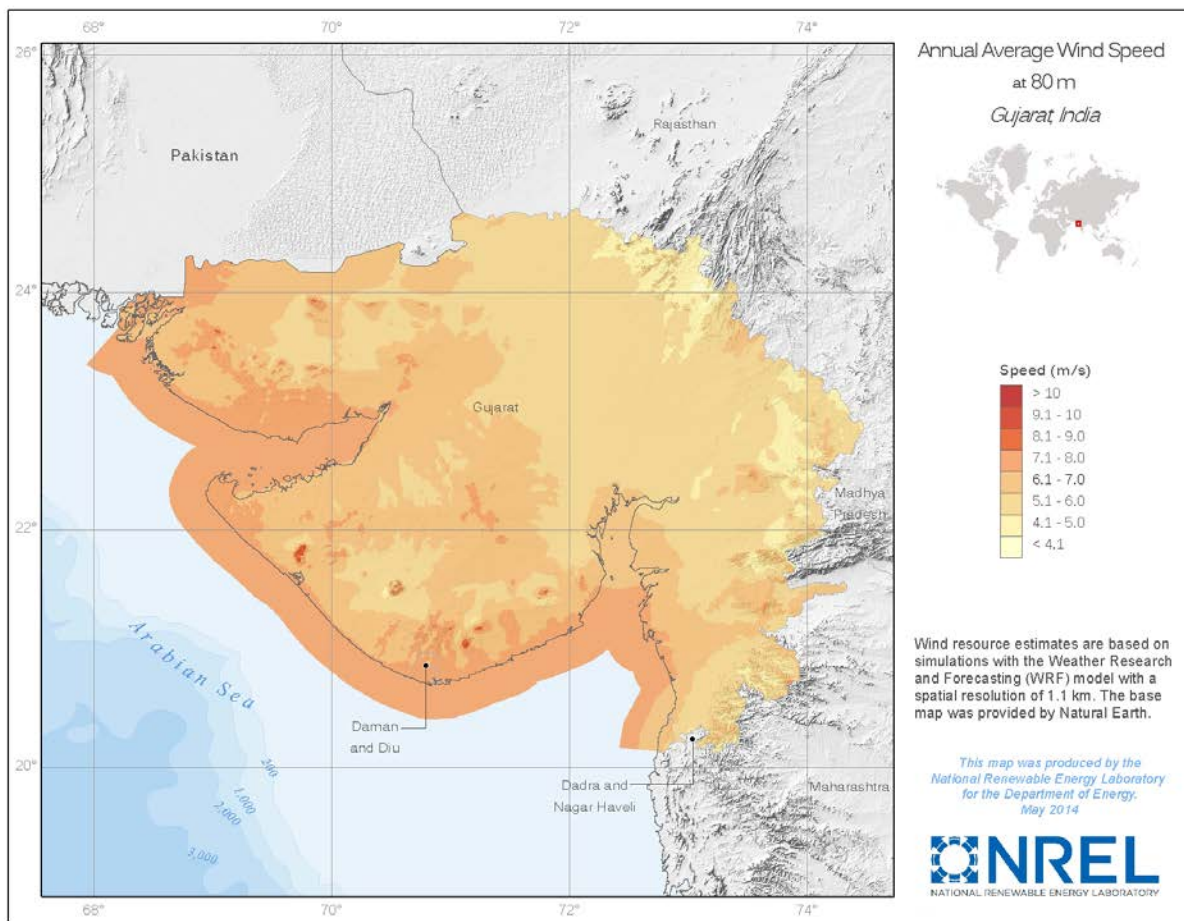 68°
70°
72°
74°
26°
24°
22°
20°
68°
70°
72°
74°
Pakistan
Rajasthan
Gujarat
Madhya
Pradesh
Arabian Sea
Daman
and Diu
Dadra and
Nagar Haveli
Maharashtra
200
1,000
2,000
3,000
Annual Average Wind Speed
at 80 m
Gujarat, India
Speed (m/s)
> 10
9.1 - 10
8.1 - 9.0
7.1 - 8.0
6.1 - 7.0
5.1 - 6.0
4.1 - 5.0
< 4.1
Wind resource estimates are based on
simulations with the Weather Research
and Forecasting (WRF) model with a
spatial resolution of 1.1 km. The base
map was provided by Natural Earth.
This map was produced by the
National Renewable Energy Laboratory
for the Department of Energy.
May 2014
NREL
NATIONAL RENEWABLE ENERGY LABORATORY